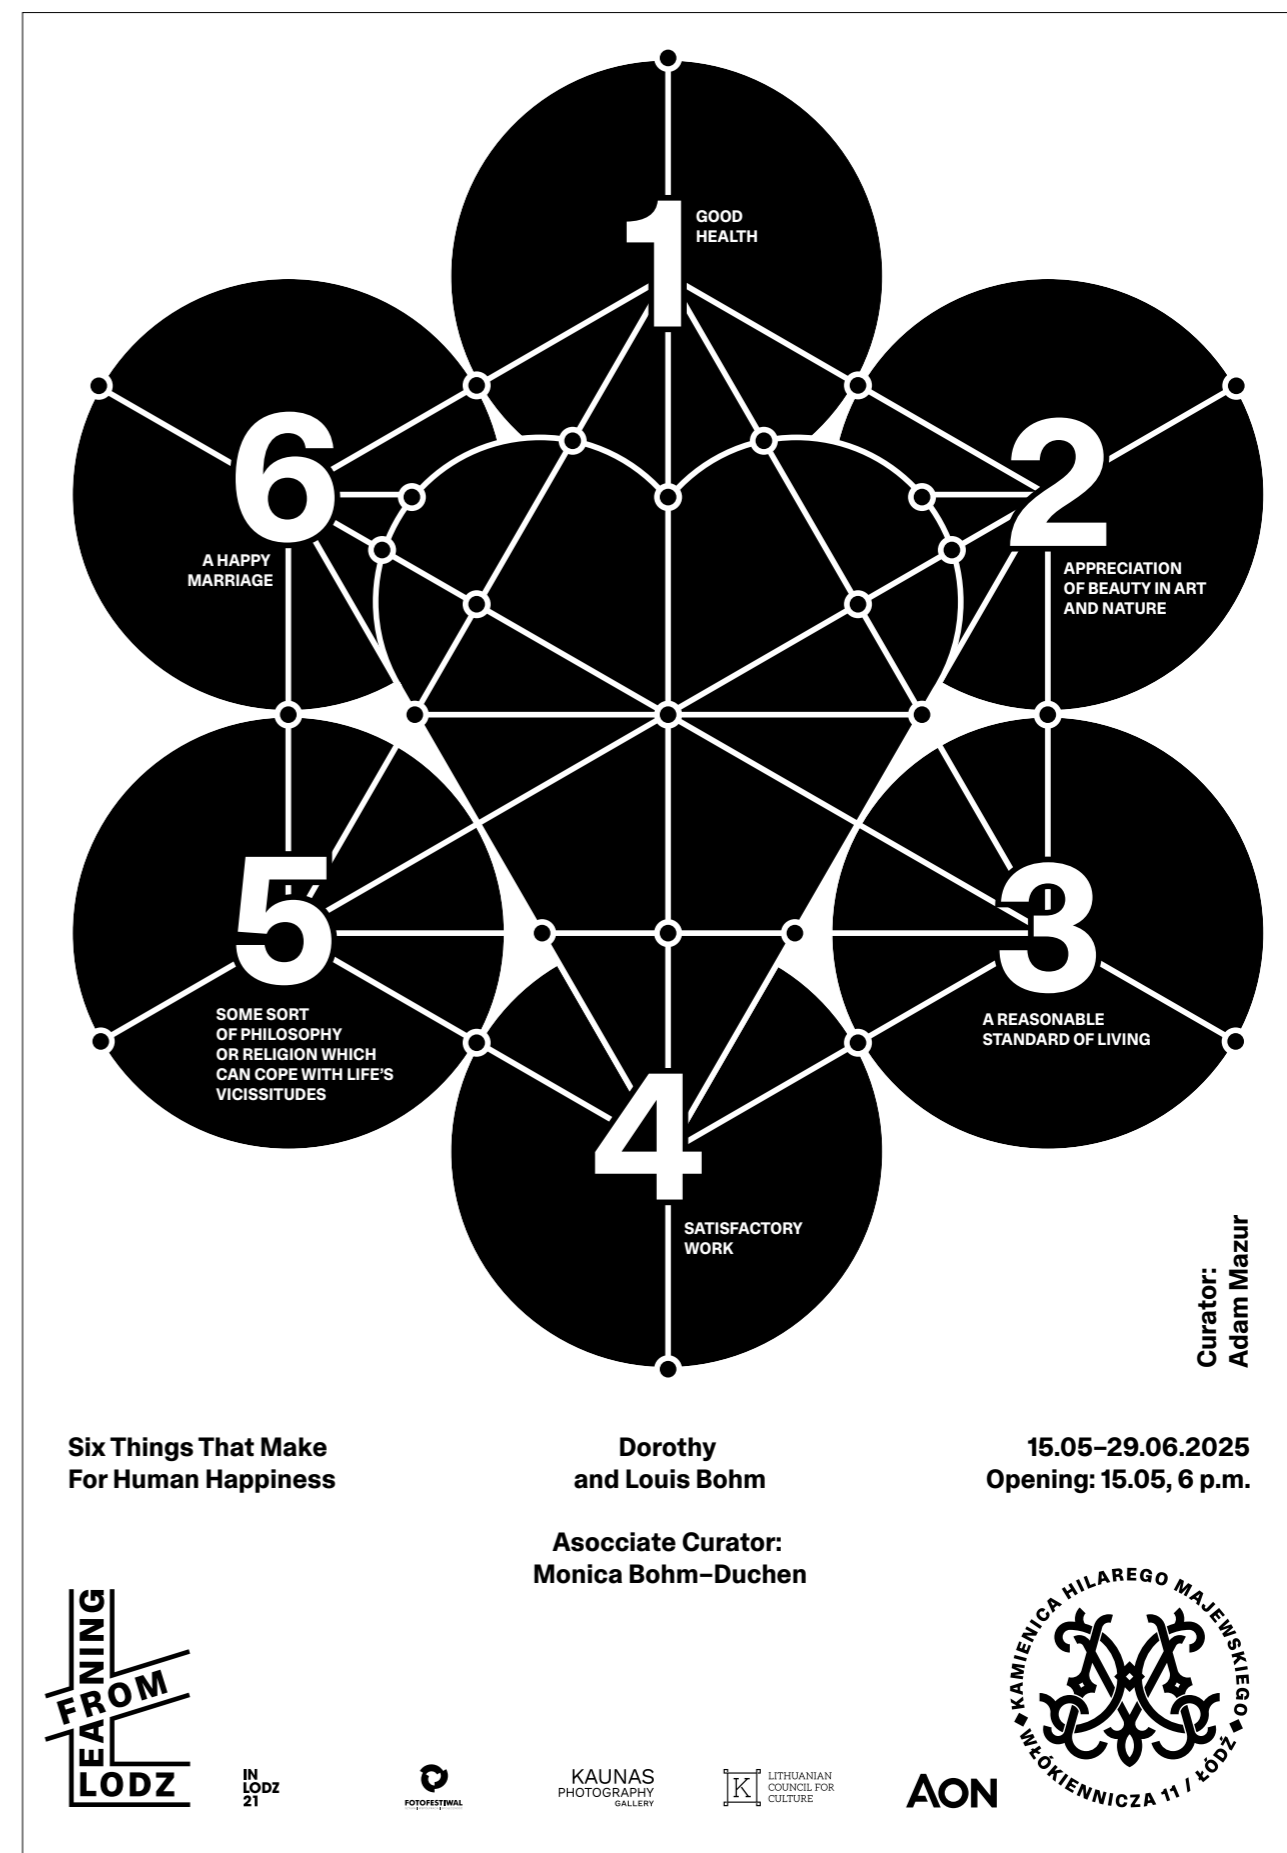 1
GOOD
HEALTH
2
APPRECIATION
OF BEAUTY IN ART
AND NATURE
3
A REASONABLE
STANDARD OF LIVING
4
SATISFACTORY
WORK
5
SOME SORT
OF PHILOSOPHY
OR RELIGION WHICH
CAN COPE WITH LIFE'S
VICISSITUDES
6
A HAPPY
MARRIAGE
Curator:
Adam Mazur
Six Things That Make
For Human Happiness
Dorothy
and Louis Bohm
15.05–29.06.2025
Opening: 15.05, 6 p.m.
Asocciate Curator:
Monica Bohm–Duchen
LEARNING
FROM
LODZ
IN
LODZ
21
FOTOFESTIWAL
KAUNAS
PHOTOGRAPHY
GALLERY
K
LITHUANIAN
COUNCIL FOR
CULTURE
AON
KAMIENICA HILAREGO MAJEWSKIEGO
WŁÓKIENNICZA 11 / ŁÓDŹ